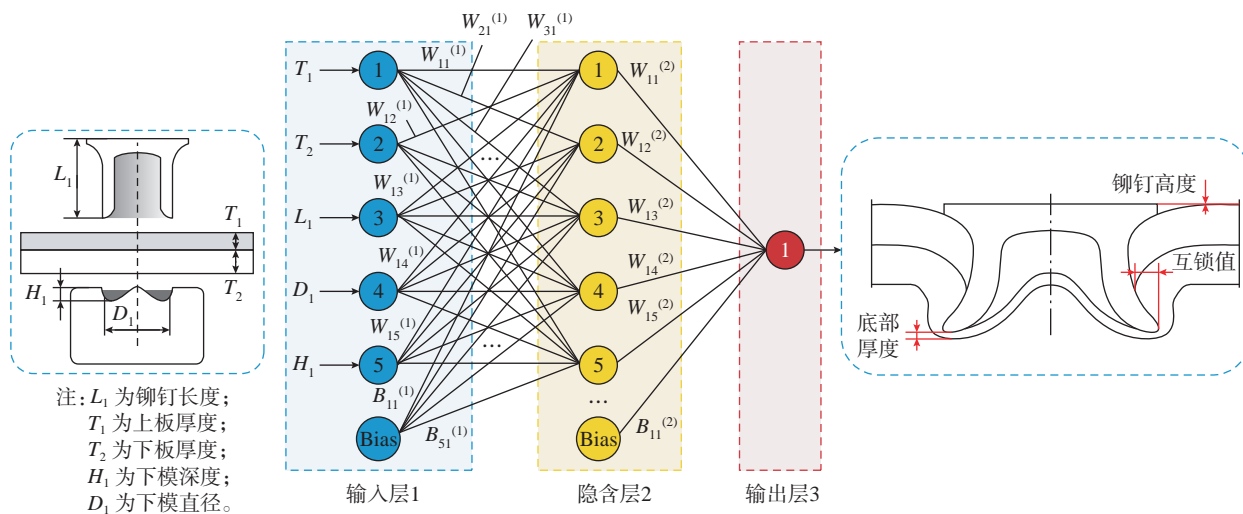 L₁
T₁
T₂
H₁
D₁
注：L₁ 为铆钉长度；
T₁ 为上板厚度；
T₂ 为下板厚度；
H₁ 为下模深度；
D₁ 为下模直径。
W₂₁⁽¹⁾
W₃₁⁽¹⁾
T₁
T₂
L₁
D₁
H₁
1
2
3
4
5
Bias
W₁₁⁽¹⁾
W₁₂⁽¹⁾
W₁₃⁽¹⁾
W₁₄⁽¹⁾
W₁₅⁽¹⁾
B₁₁⁽¹⁾
B₅₁⁽¹⁾
…
…
输入层1
1
2
3
4
5
…
Bias
隐含层2
W₁₁⁽²⁾
W₁₂⁽²⁾
W₁₃⁽²⁾
W₁₄⁽²⁾
W₁₅⁽²⁾
B₁₁⁽²⁾
1
输出层3
铆钉高度
互锁值
底部
厚度